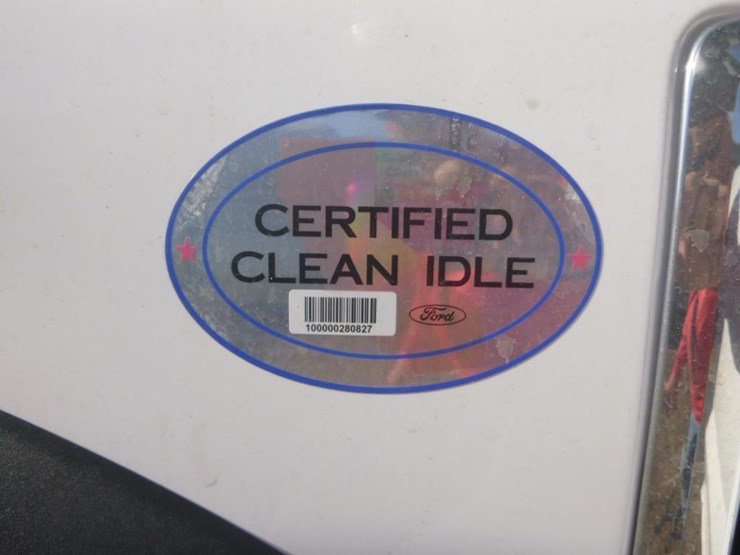 CERTIFIED
CLEAN IDLE
100000280827
Ford